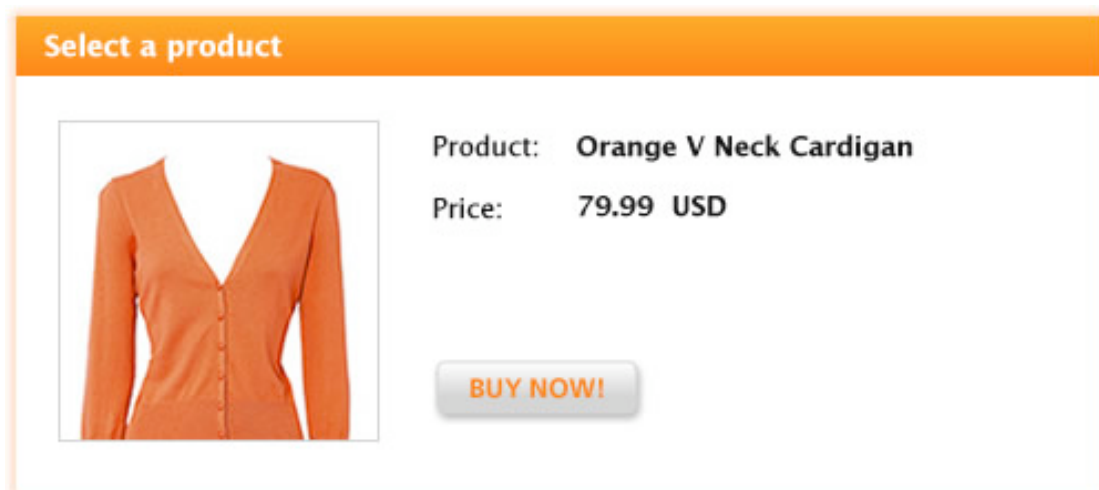 Select a product
Product: Orange V Neck Cardigan
Price: 79.99 USD
BUY NOW!